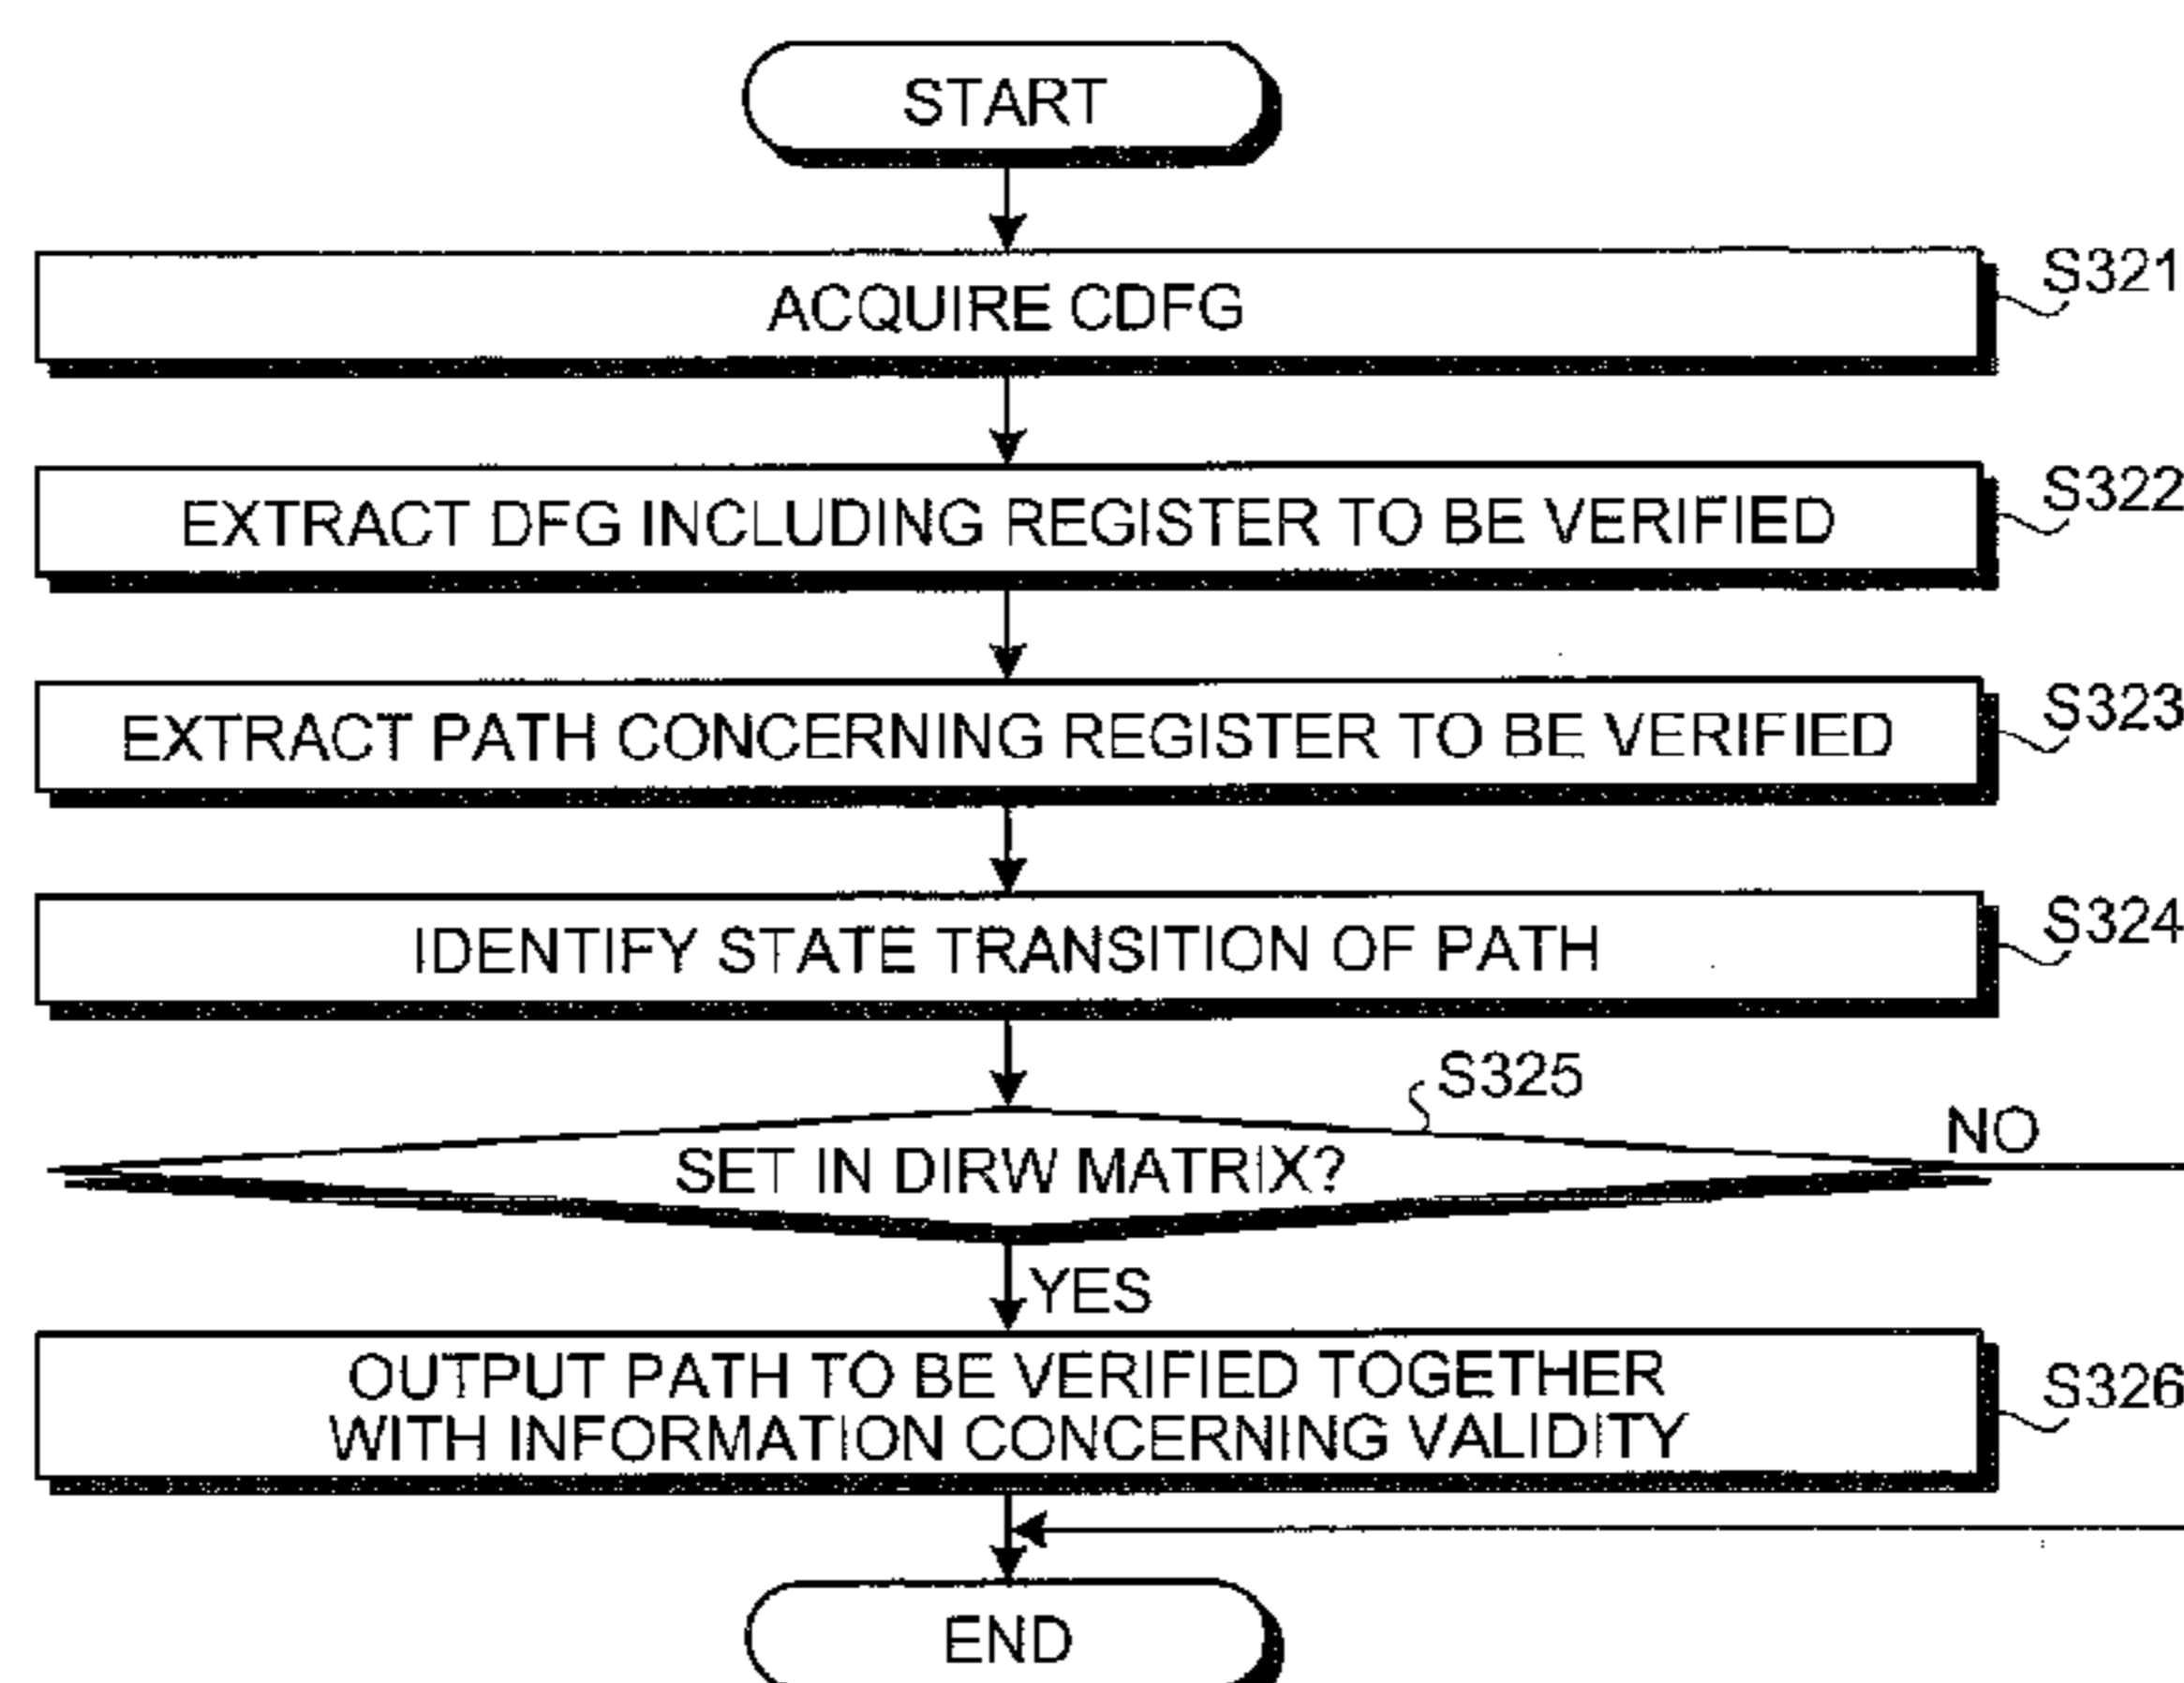 START
ACQUIRE CDFG
S321
EXTRACT DFG INCLUDING REGISTER TO BE VERIFIED
S322
EXTRACT PATH CONCERNING REGISTER TO BE VERIFIED
S323
IDENTIFY STATE TRANSITION OF PATH
S324
S325
SET IN DIRW MATRIX?
NO
YES
OUTPUT PATH TO BE VERIFIED TOGETHER
WITH INFORMATION CONCERNING VALIDITY
S326
END